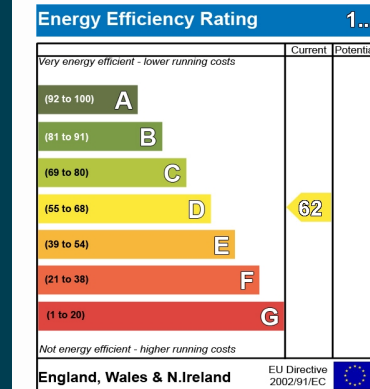 Energy Efficiency Rating 1..
Current Potentia
Very energy efficient - lower running costs
(92 to 100) A
(81 to 91) B
(69 to 80) C
(55 to 68) D 62
(39 to 54) E
(21 to 38) F
(1 to 20) G
Not energy efficient - higher running costs
England, Wales & N.Ireland EU Directive
2002/91/EC